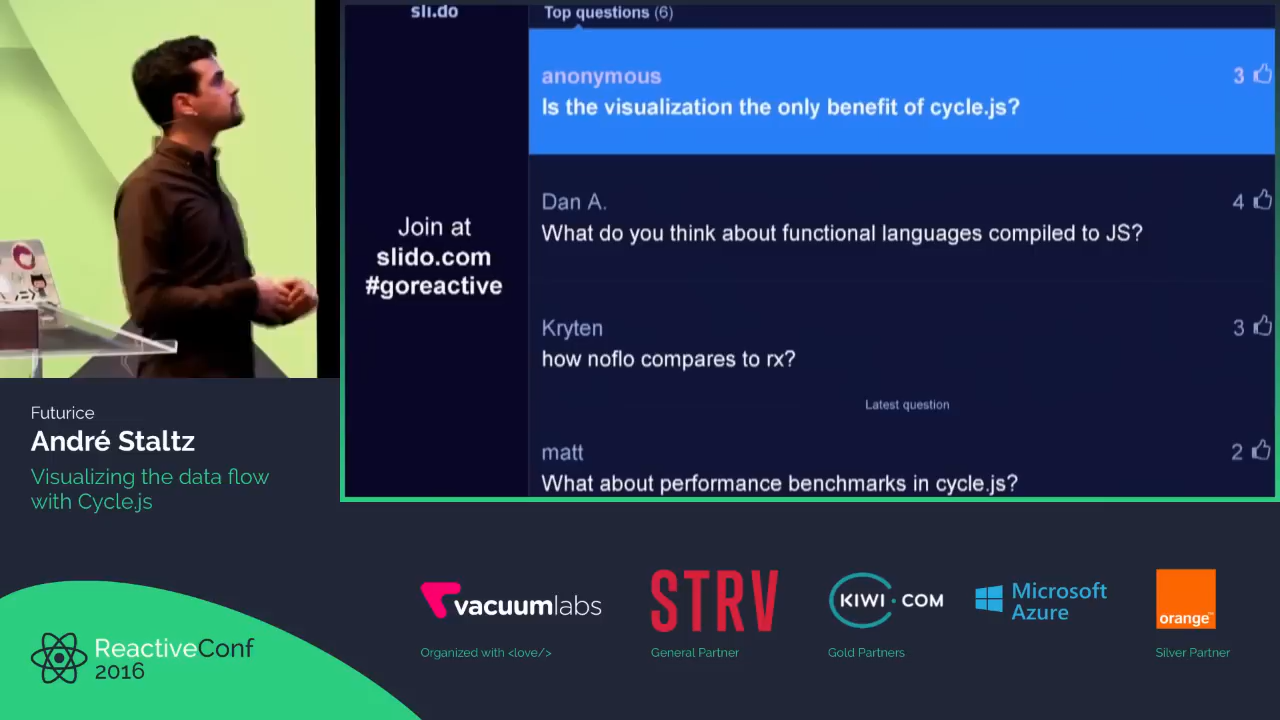 sli.do
Top questions (6)
anonymous
3
Is the visualization the only benefit of cycle.js?
Dan A.
4
What do you think about functional languages compiled to JS?
Join at
slido.com
#goreactive
Kryten
3
how noflo compares to rx?
Latest question
matt
2
What about performance benchmarks in cycle.js?
Futurice
André Staltz
Visualizing the data flow
with Cycle.js
ReactiveConf
2016
vacuumlabs
Organized with <love/>
STRV
General Partner
KIWI.COM
Gold Partners
Microsoft
Azure
orange™
Silver Partner